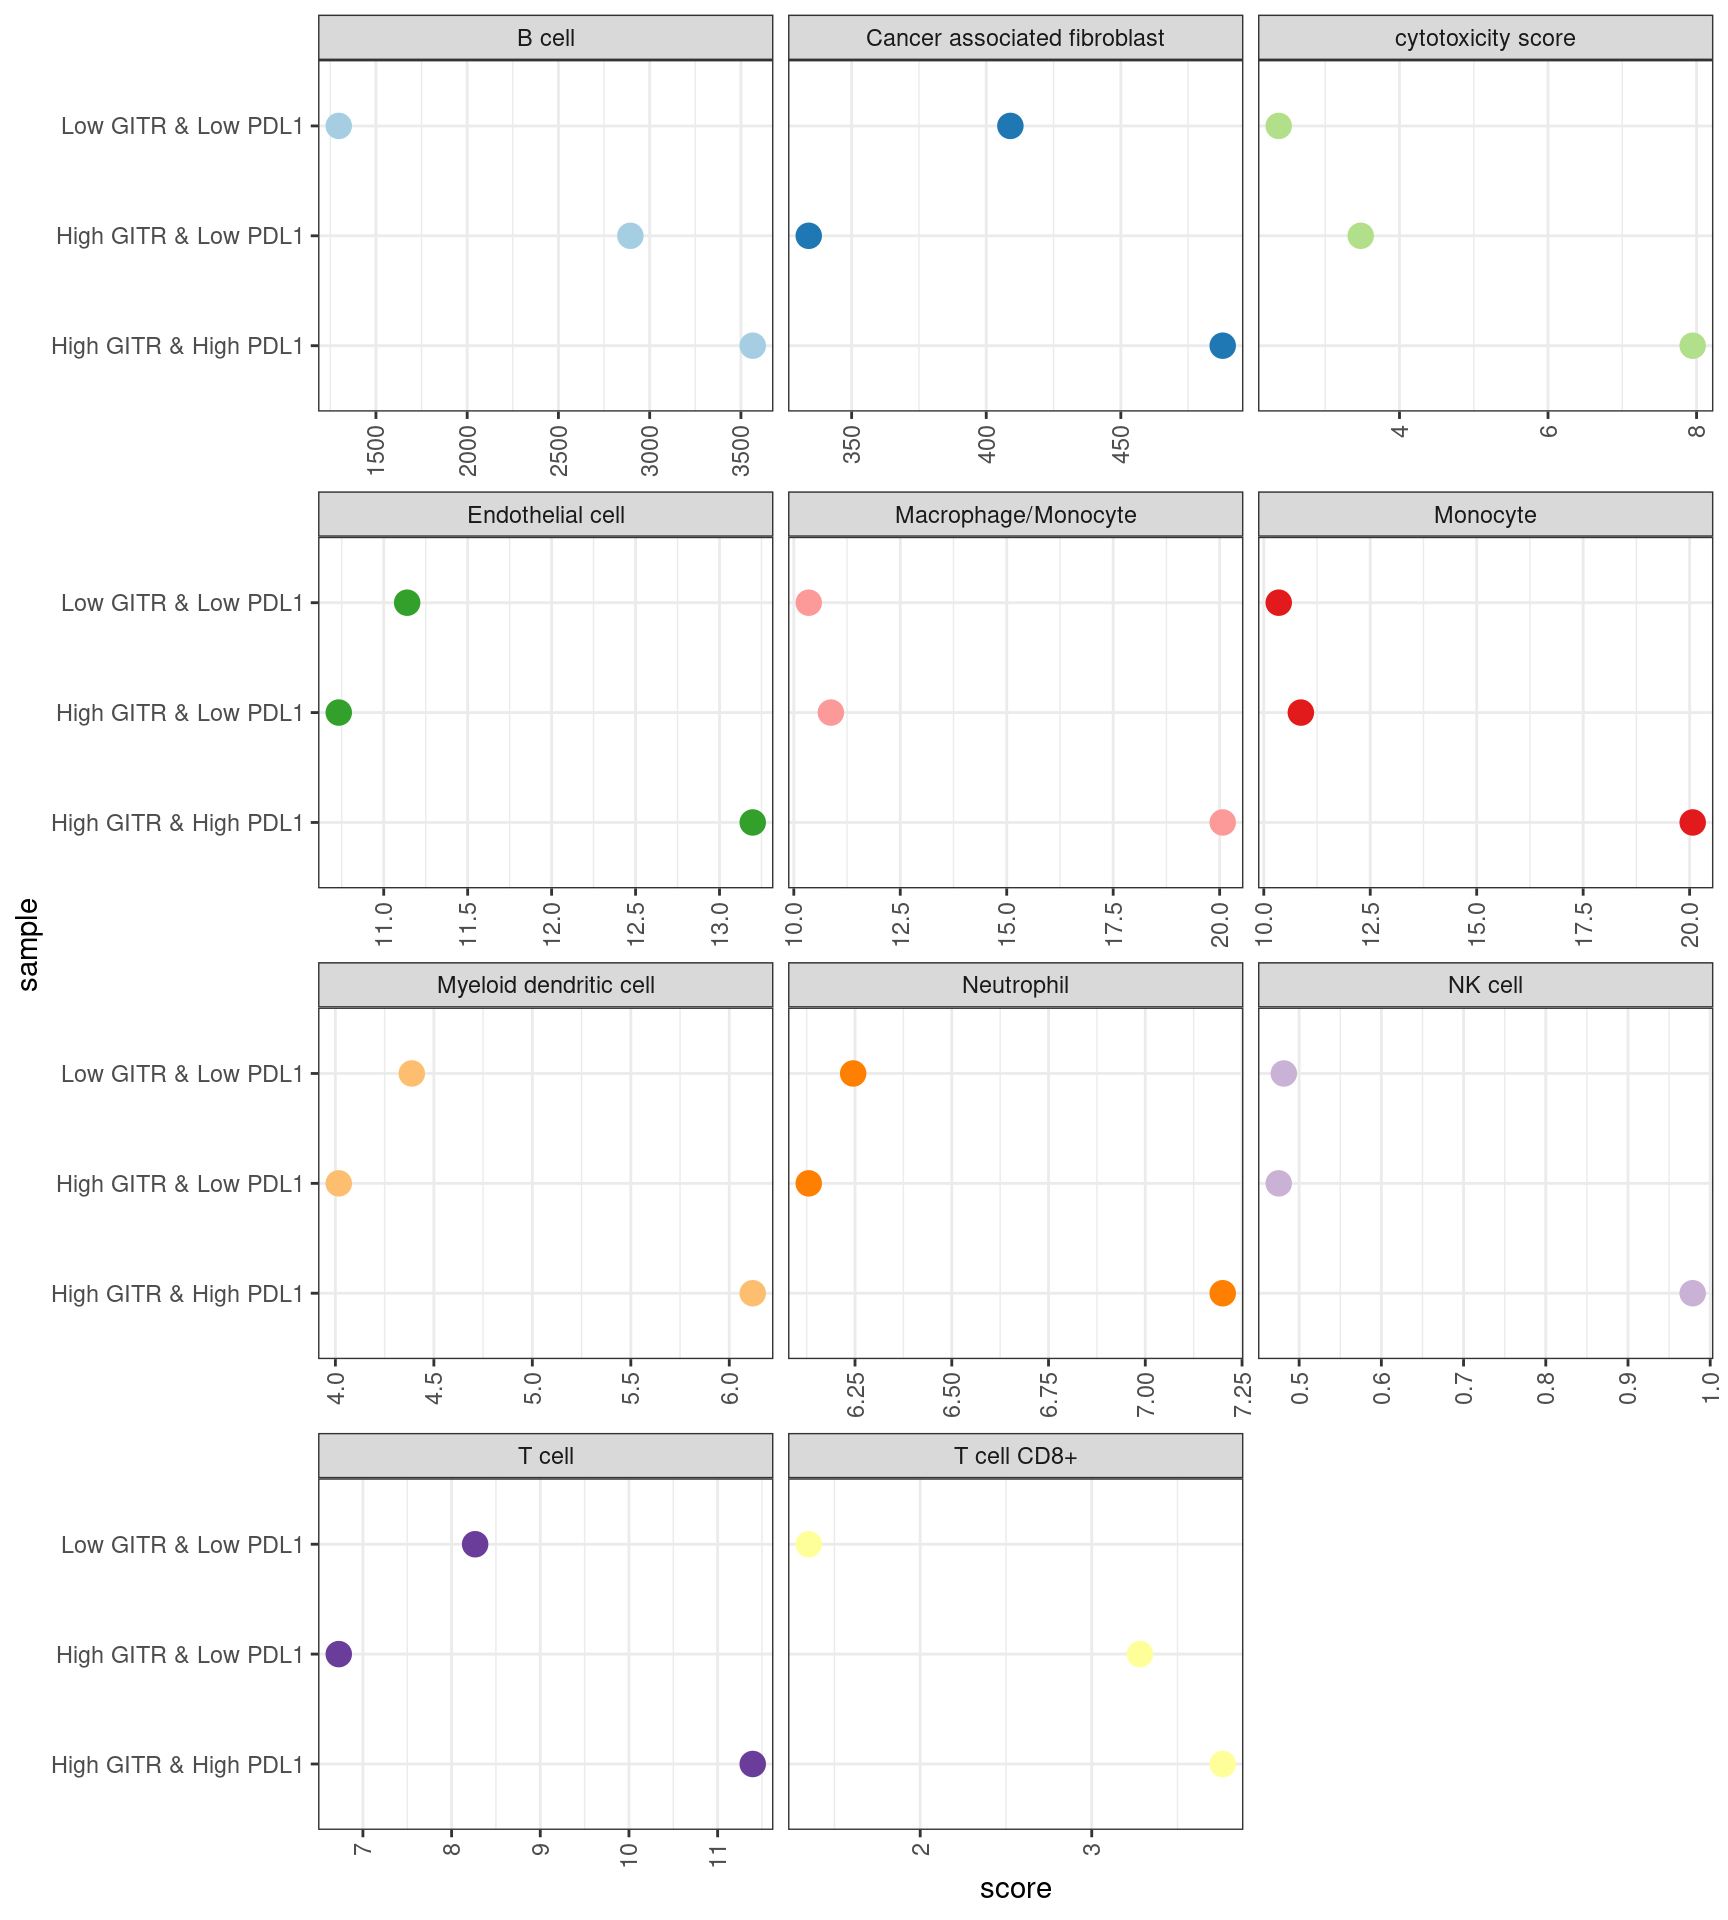 B cell
Cancer associated fibroblast
cytotoxicity score
Low GITR & Low PDL1
High GITR & Low PDL1
High GITR & High PDL1
1500 2000 2500 3000 3500
350 400 450
4 6 8
Endothelial cell
Macrophage/Monocyte
Monocyte
Low GITR & Low PDL1
High GITR & Low PDL1
High GITR & High PDL1
11.0 11.5 12.0 12.5 13.0
10.0 12.5 15.0 17.5 20.0
10.0 12.5 15.0 17.5 20.0
sample
Myeloid dendritic cell
Neutrophil
NK cell
Low GITR & Low PDL1
High GITR & Low PDL1
High GITR & High PDL1
4.0 4.5 5.0 5.5 6.0
6.25 6.50 6.75 7.00 7.25
0.5 0.6 0.7 0.8 0.9 1.0
T cell
T cell CD8+
Low GITR & Low PDL1
High GITR & Low PDL1
High GITR & High PDL1
7 8 9 10 11
2 3
score